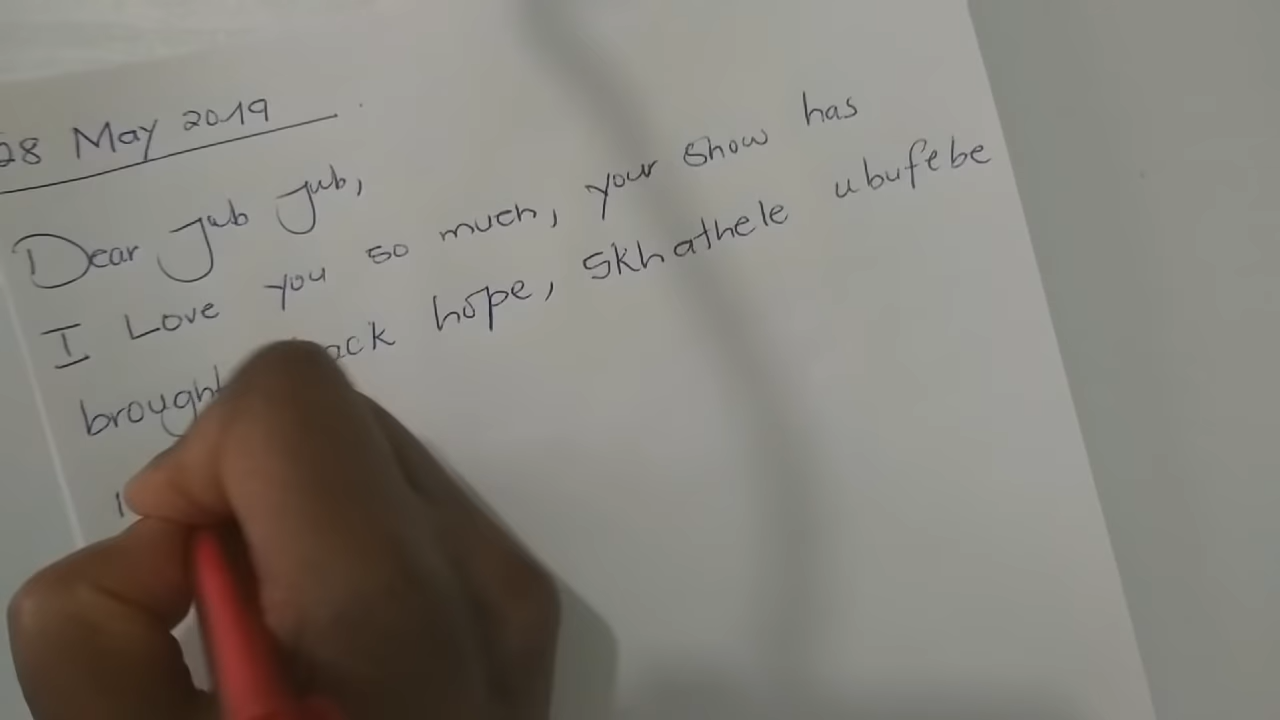 28 May 2019
Dear Jub Jub,
I Love you so much, your show has
brought back hope, Skhathele ubufebe